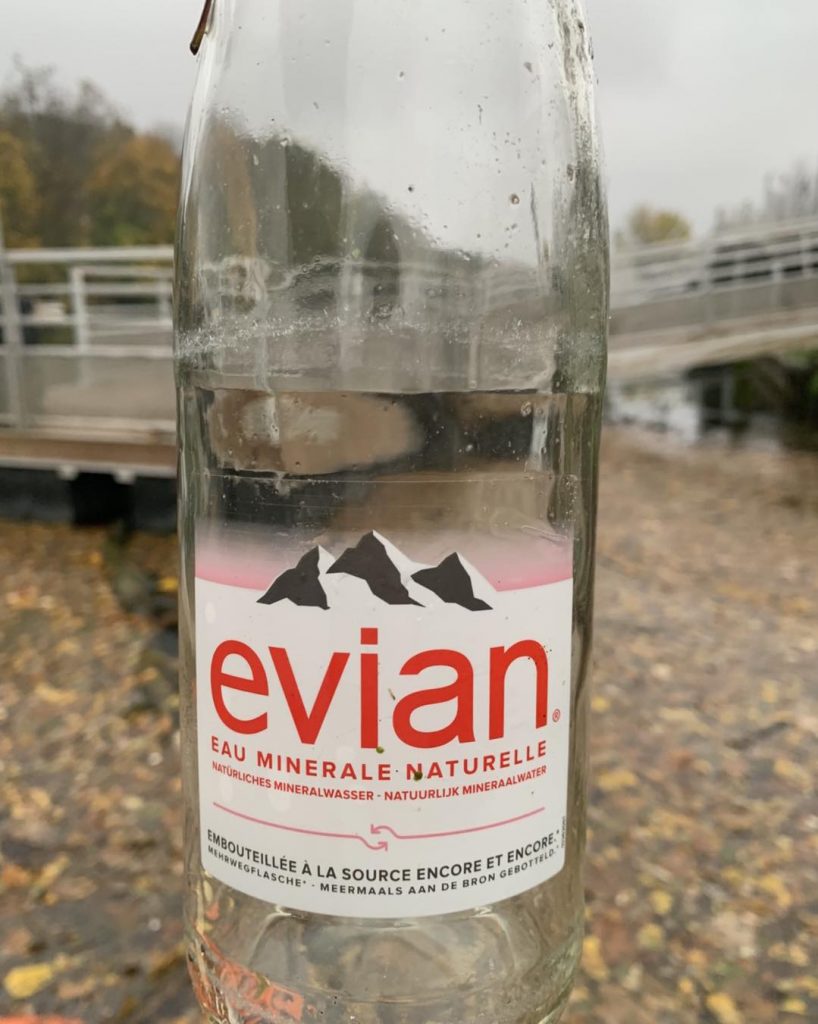 evian®
EAU MINERALE NATURELLE
NATÜRLICHES MINERALWASSER - NATUURLIJK MINERAALWATER
EMBOUTEILLÉE À LA SOURCE ENCORE ET ENCORE.*
MEHRWEGFLASCHE* - MEERMAALS AAN DE BRON GEBOTTELD.*